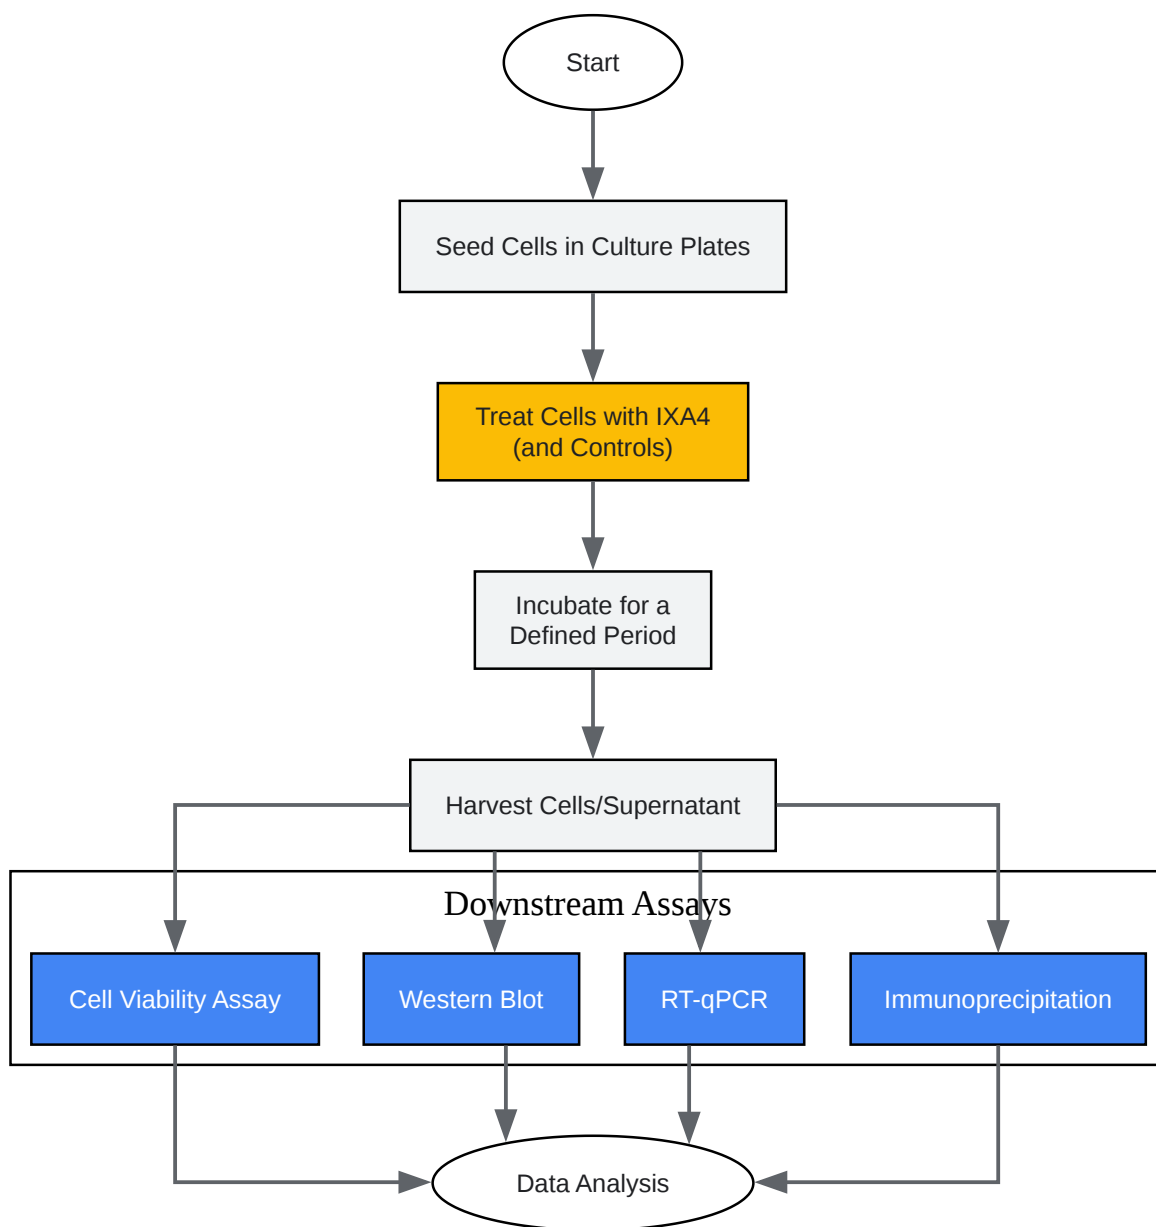 Start
Seed Cells in Culture Plates
Treat Cells with IXA4
(and Controls)
Incubate for a
Defined Period
Harvest Cells/Supernatant
Downstream Assays
Cell Viability Assay
Western Blot
RT-qPCR
Immunoprecipitation
Data Analysis